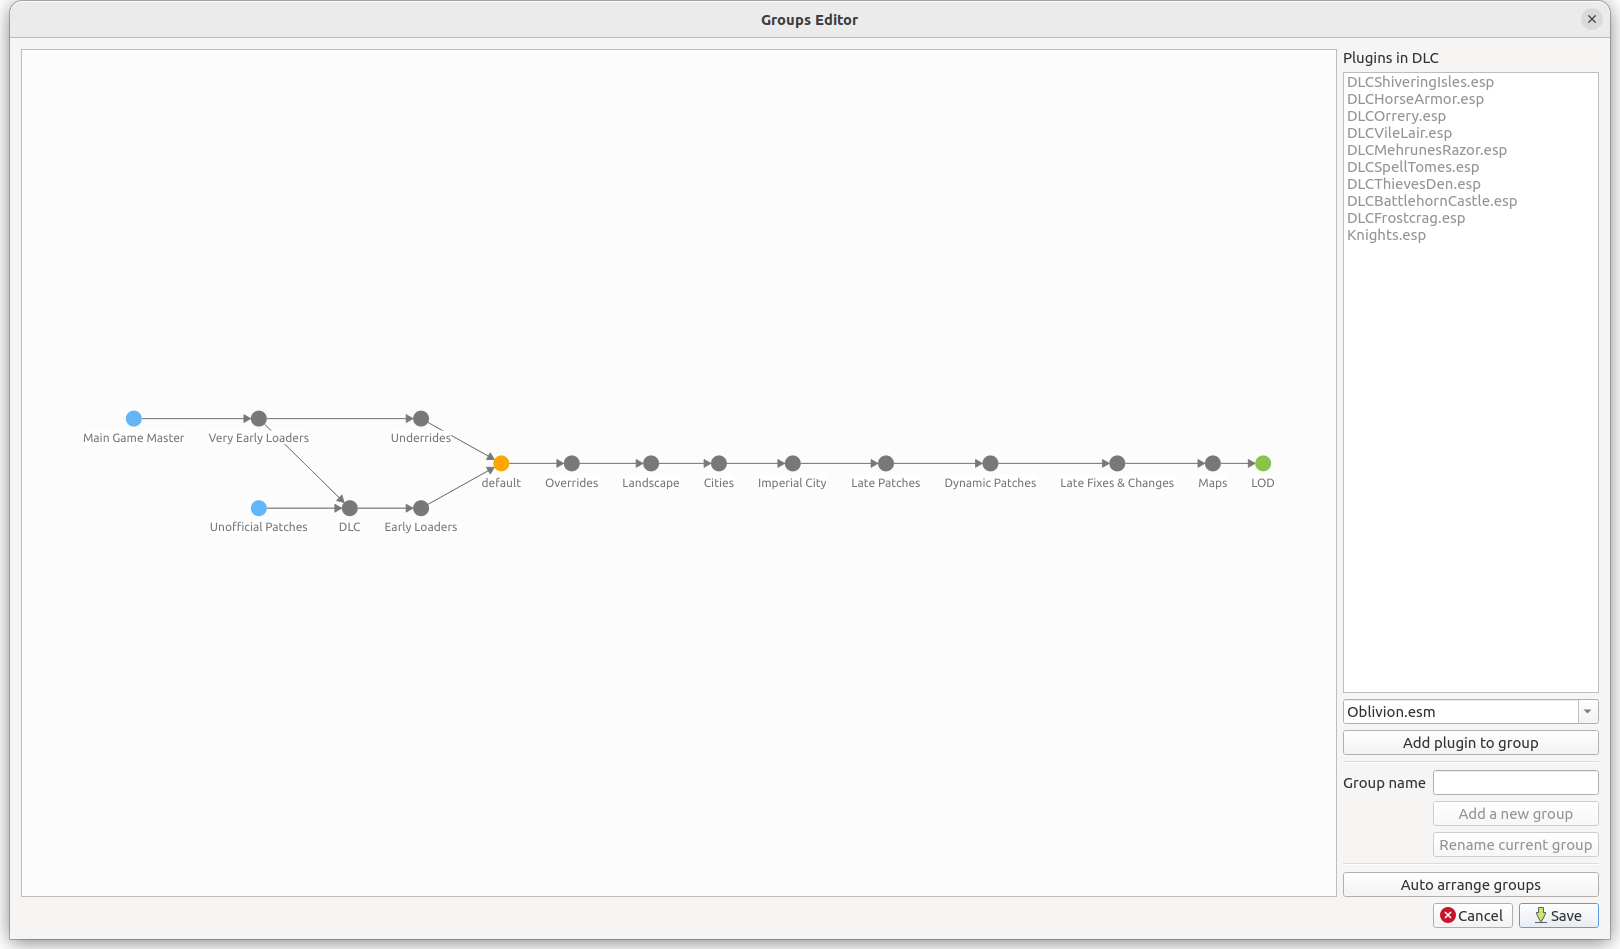 Groups Editor
Plugins in DLC
DLCShiveringIsles.esp
DLCHorseArmor.esp
DLCOrrery.esp
DLCVileLair.esp
DLCMehrunesRazor.esp
DLCSpellTomes.esp
DLCThievesDen.esp
DLCBattlehornCastle.esp
DLCFrostcrag.esp
Knights.esp
Main Game Master
Very Early Loaders
Underrides
default
Overrides
Landscape
Cities
Imperial City
Late Patches
Dynamic Patches
Late Fixes & Changes
Maps
LOD
Unofficial Patches
DLC
Early Loaders
Oblivion.esm
Add plugin to group
Group name
Add a new group
Rename current group
Auto arrange groups
Cancel
Save